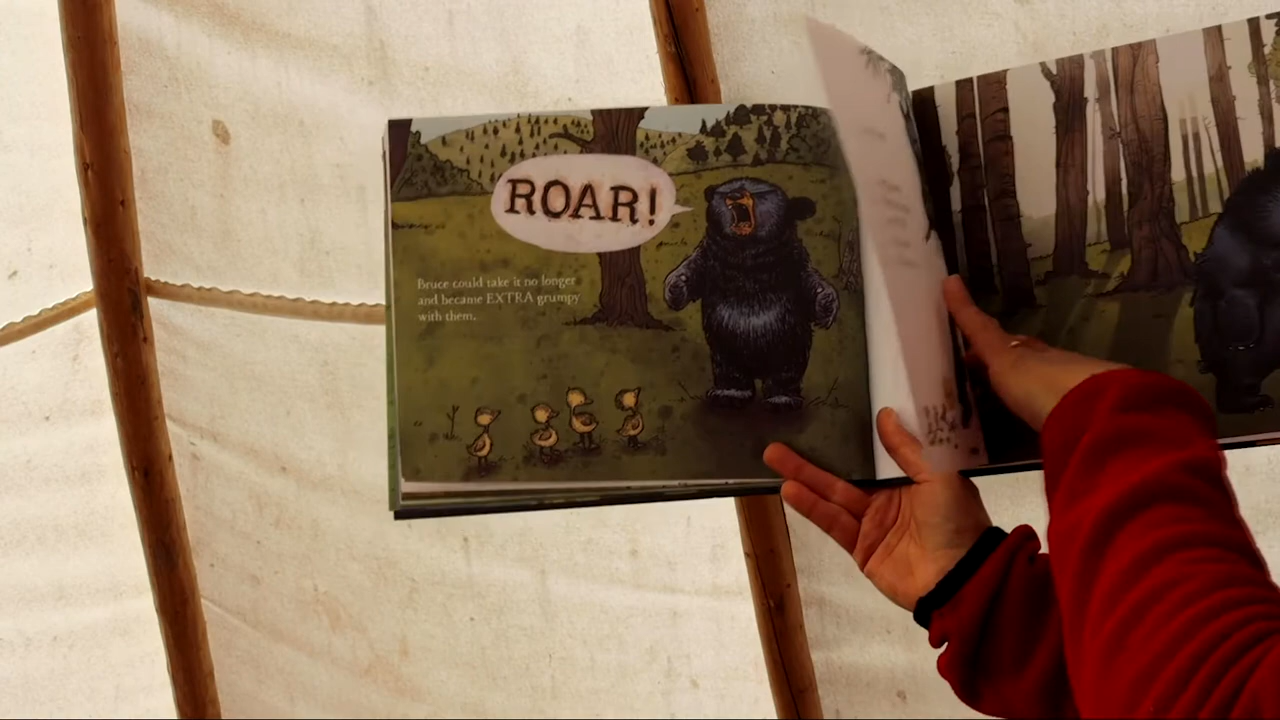 ROAR!
Bruce could take it no longer
and became EXTRA grumpy
with them.